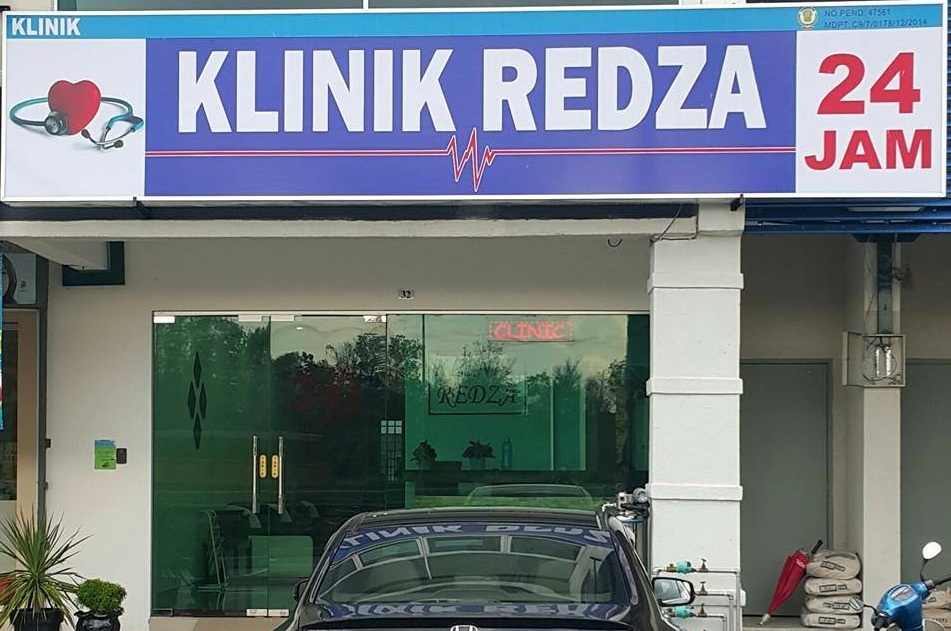 KLINIK
NO PEND: 47561
MDPT: C9/7/0178/12/2014
KLINIK REDZA
24
JAM
32
CLINIC
REDZA